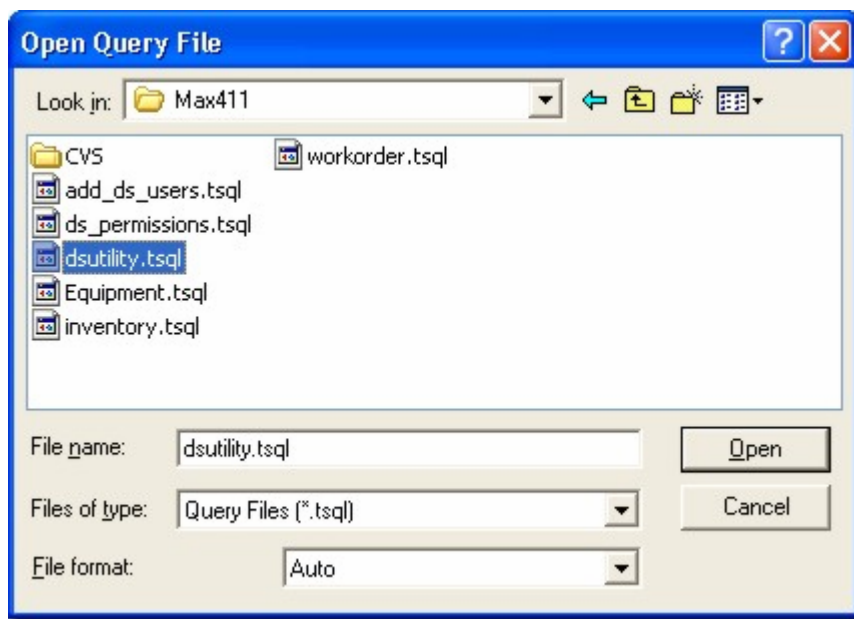 Open Query File
Look in: Max411
CVS
add_ds_users.tsql
ds_permissions.tsql
dsutility.tsql
Equipment.tsql
inventory.tsql
workorder.tsql
File name: dsutility.tsql Open
Files of type: Query Files (*.tsql) Cancel
File format: Auto